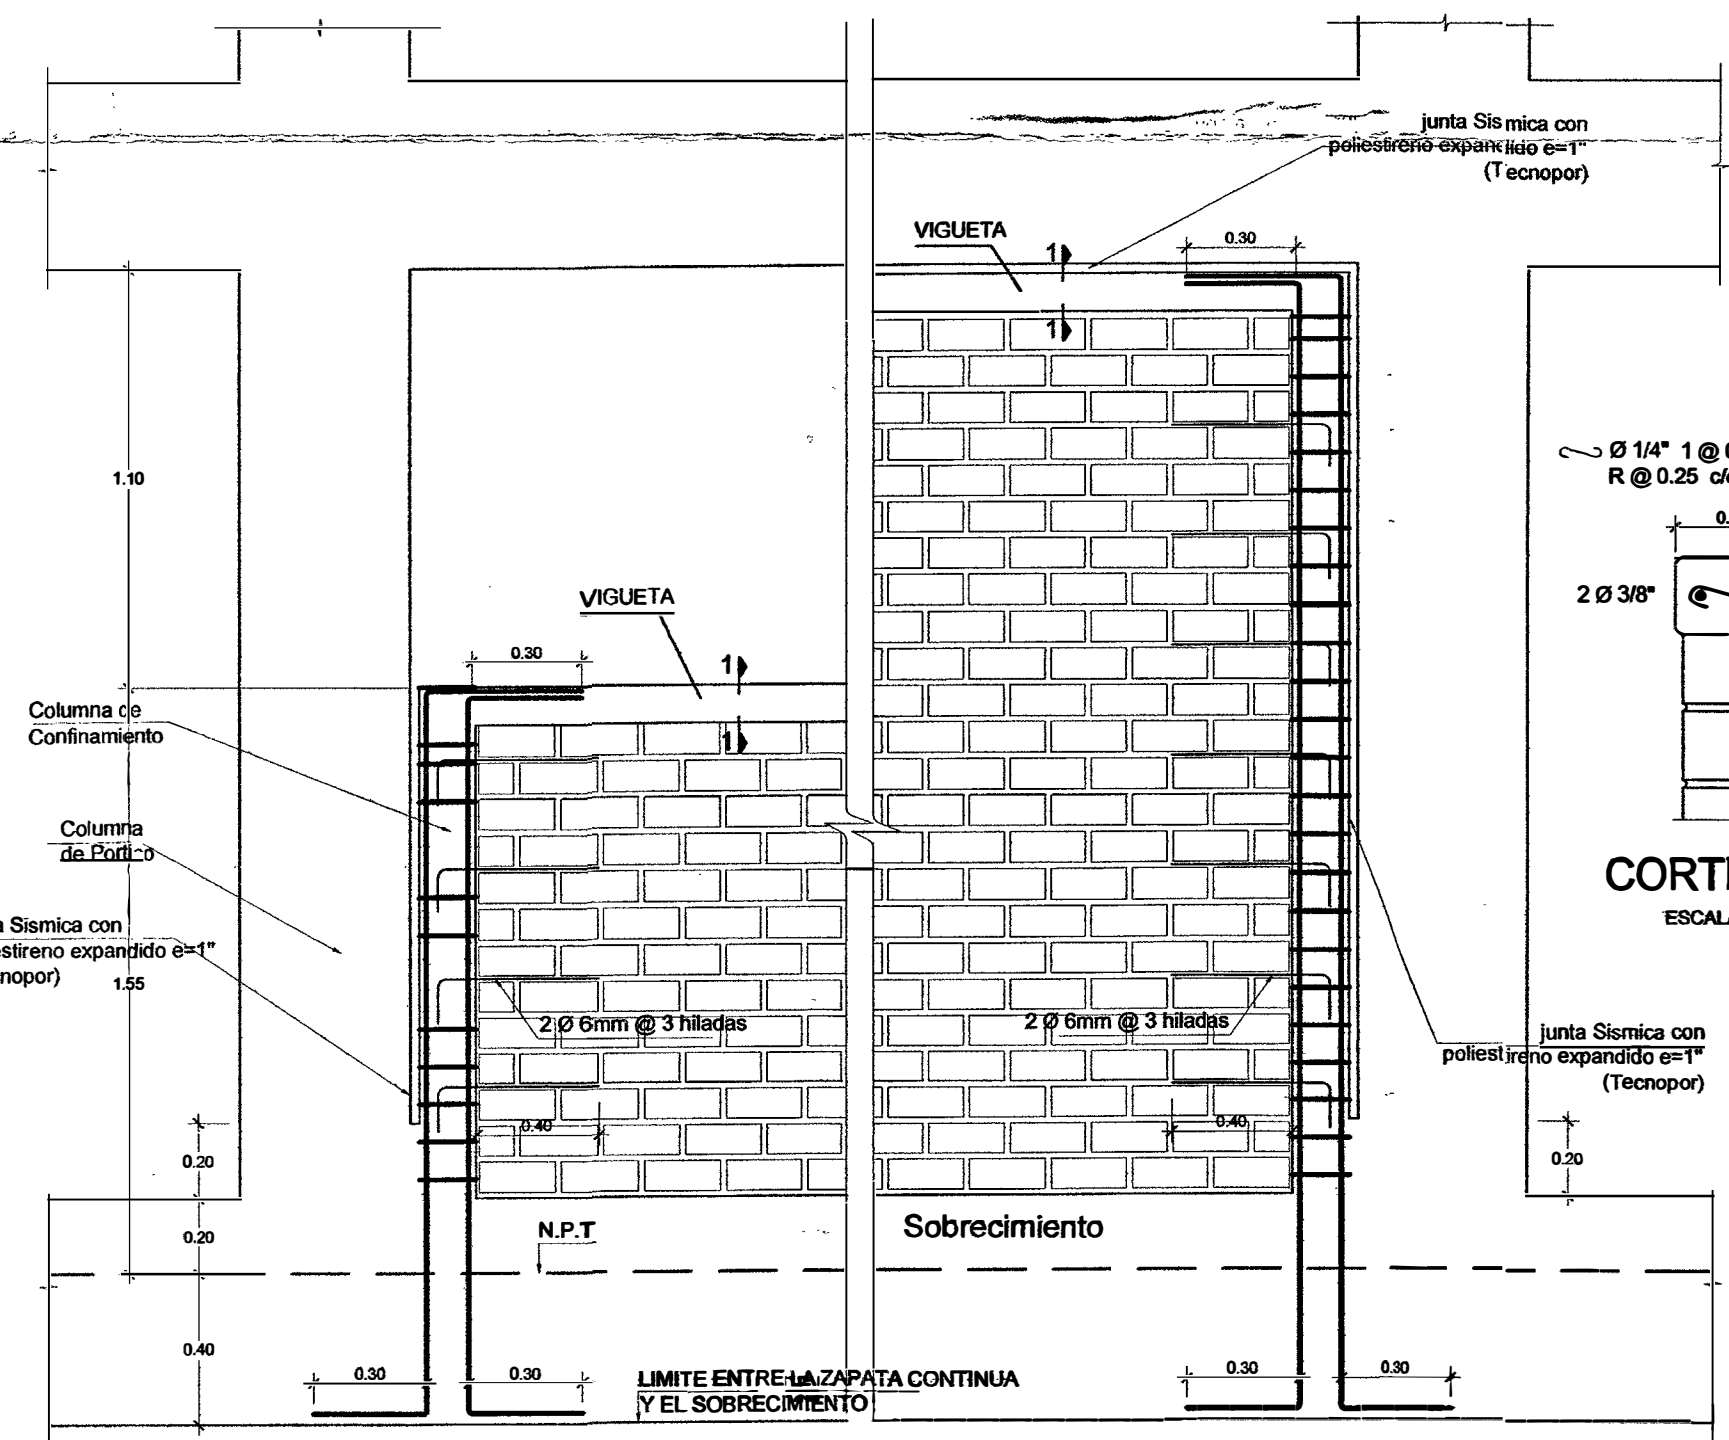 junta Sismica con
poliestireno expandido e=1"
(Tecnopor)
VIGUETA
1
0.30
1
1.10
Ø 1/4" 1 @
R @ 0.25
2 Ø 3/8"
VIGUETA
0.30
1
1
Columna de
Confinamiento
Columna
de Portico
Sismica con
expandido e=1"
1.55
2 Ø 6mm @ 3 hiladas
2 Ø 6mm @ 3 hiladas
ESCALA
junta Sismica con
poliestireno expandido e=1"
(Tecnopor)
0.40
0.40
0.20
0.20
N.P.T
Sobrecimiento
0.20
0.40
0.30
0.30
0.30
0.30
LIMITE ENTRE LA ZAPATA CONTINUA
Y EL SOBRECIMIENTO